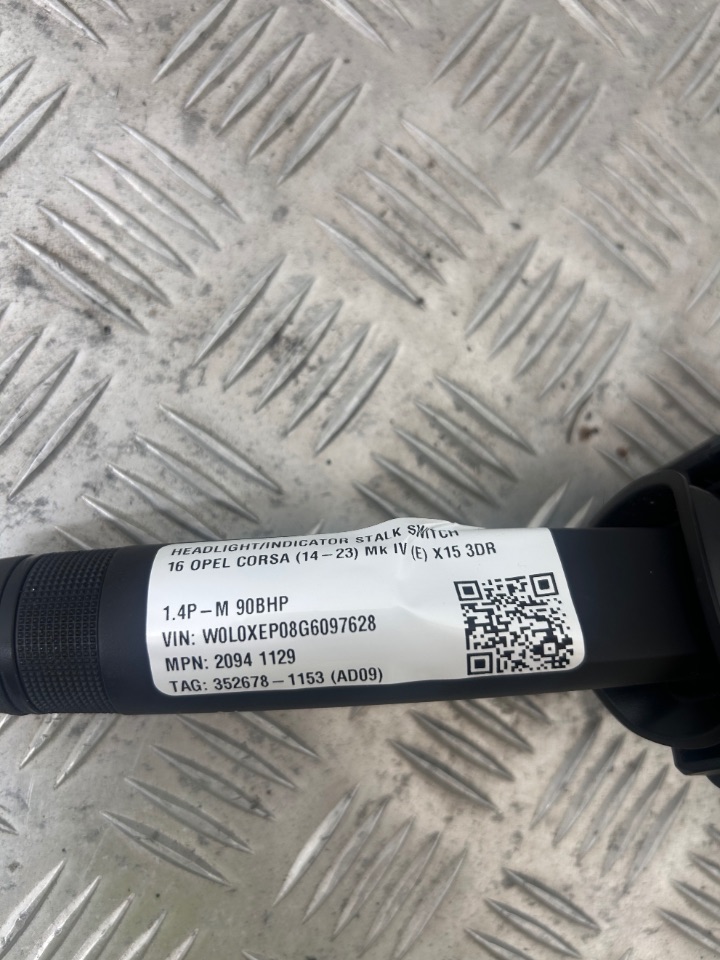 HEADLIGHT/INDICATOR STALK SWITCH
16 OPEL CORSA (14-23) Mk IV (E) X15 3DR
1.4P-M 90BHP
VIN: W0L0XEP08G6097628
MPN: 2094 1129
TAG: 352678-1153 (AD09)